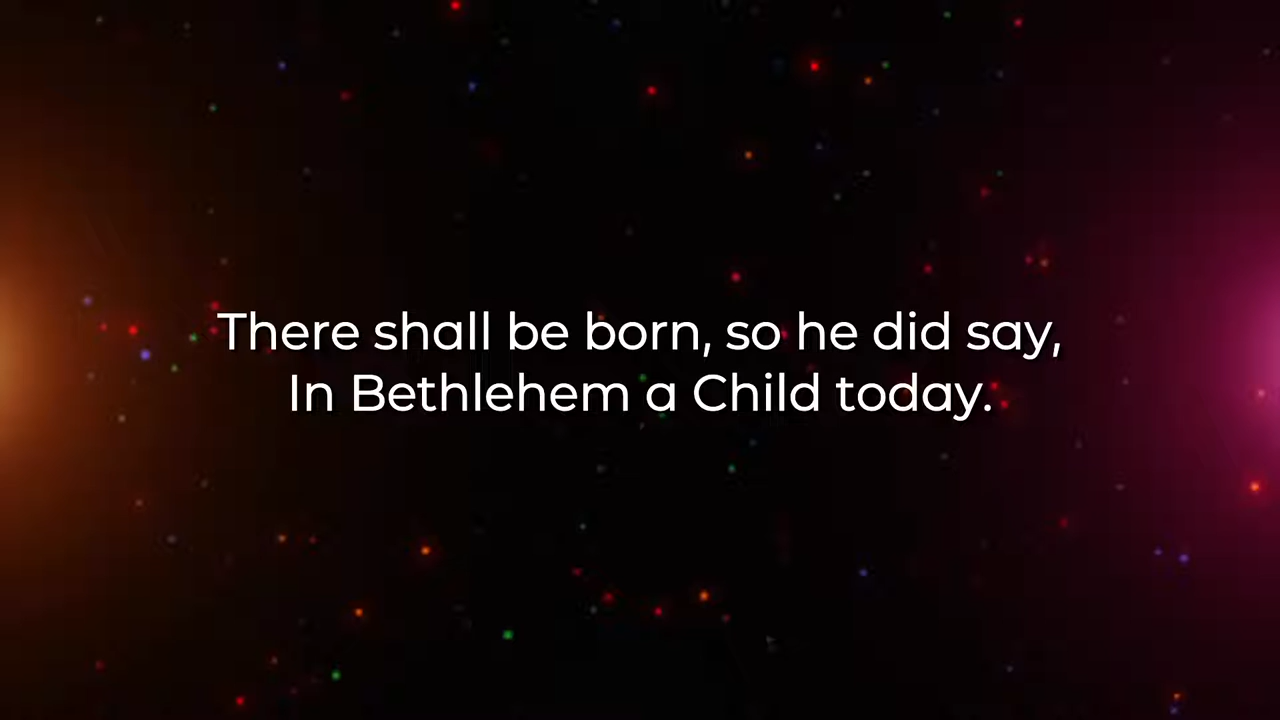 There shall be born, so he did say,
In Bethlehem a Child today.